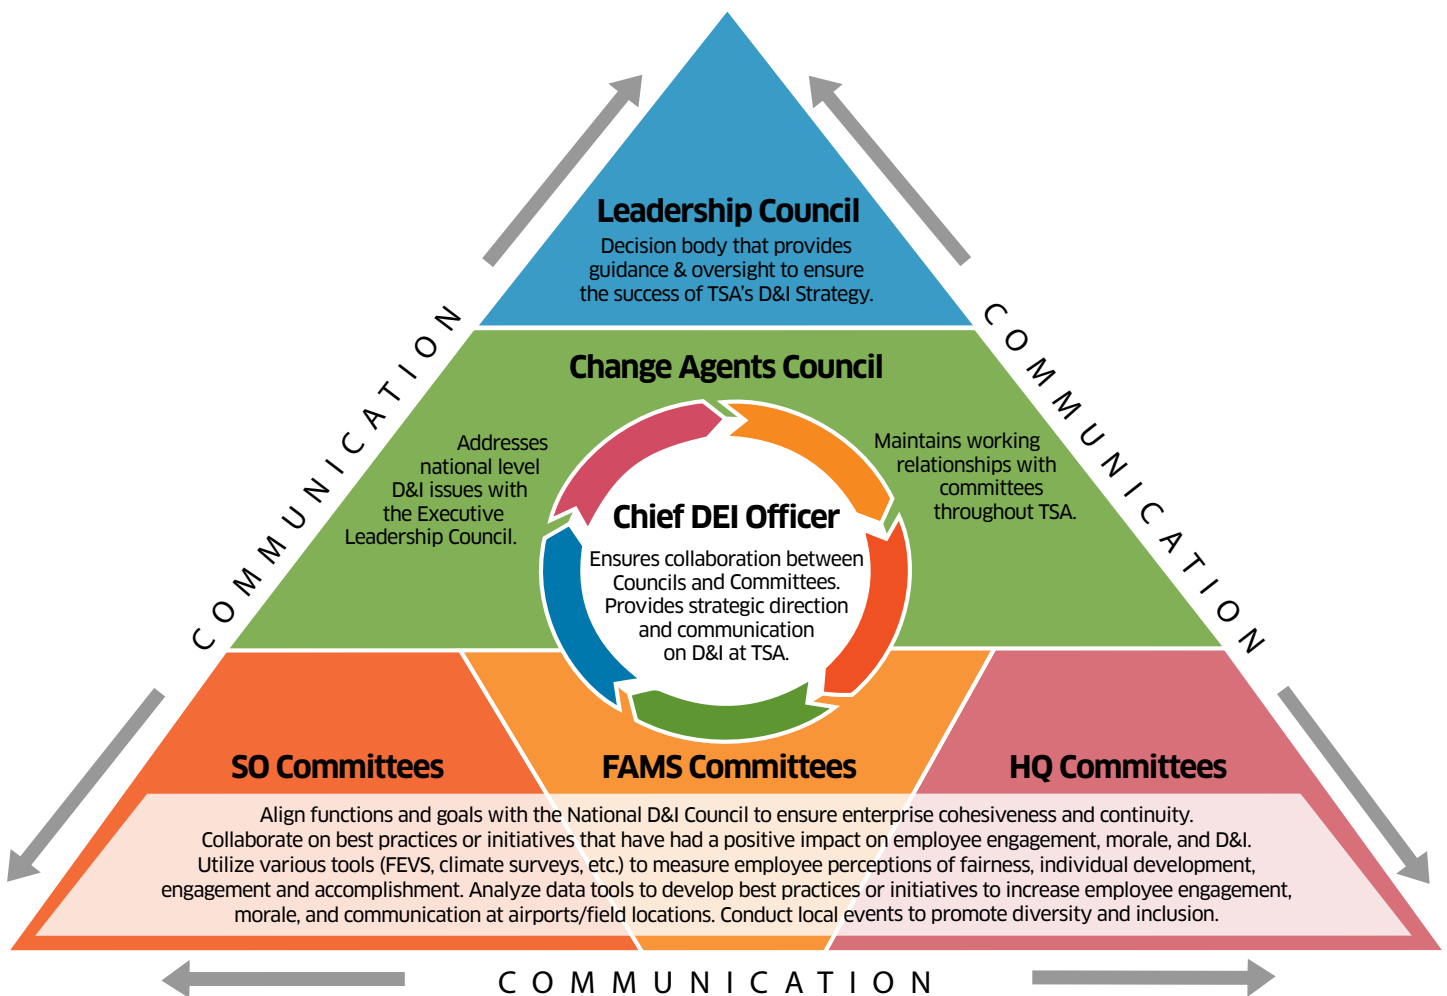 Leadership Council
Decision body that provides
guidance & oversight to ensure
the success of TSA's D&I Strategy.
COMMUNICATION
COMMUNICATION
Change Agents Council
Addresses
national level
D&I issues with
the Executive
Leadership Council.
Maintains working
relationships with
committees
throughout TSA.
Chief DEI Officer
Ensures collaboration between
Councils and Committees.
Provides strategic direction
and communication
on D&I at TSA.
SO Committees
FAMS Committees
HQ Committees
Align functions and goals with the National D&I Council to ensure enterprise cohesiveness and continuity.
Collaborate on best practices or initiatives that have had a positive impact on employee engagement, morale, and D&I.
Utilize various tools (FEVS, climate surveys, etc.) to measure employee perceptions of fairness, individual development,
engagement and accomplishment. Analyze data tools to develop best practices or initiatives to increase employee engagement,
morale, and communication at airports/field locations. Conduct local events to promote diversity and inclusion.
COMMUNICATION